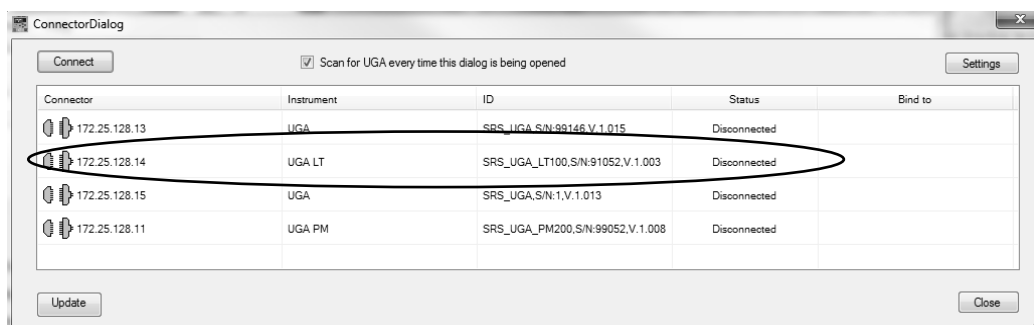 ConnectorDialog
x
Connect Scan for UGA every time this dialog is being opened Settings
Connector Instrument ID Status Bind to
172.25.128.13 UGA SRS_UGA,S/N:99146,V.1.015 Disconnected
172.25.128.14 UGA LT SRS_UGA_LT100,S/N:91052,V.1.003 Disconnected
172.25.128.15 UGA SRS_UGA,S/N:1,V.1.013 Disconnected
172.25.128.11 UGA PM SRS_UGA_PM200,S/N:99052,V.1.008 Disconnected
Update Close